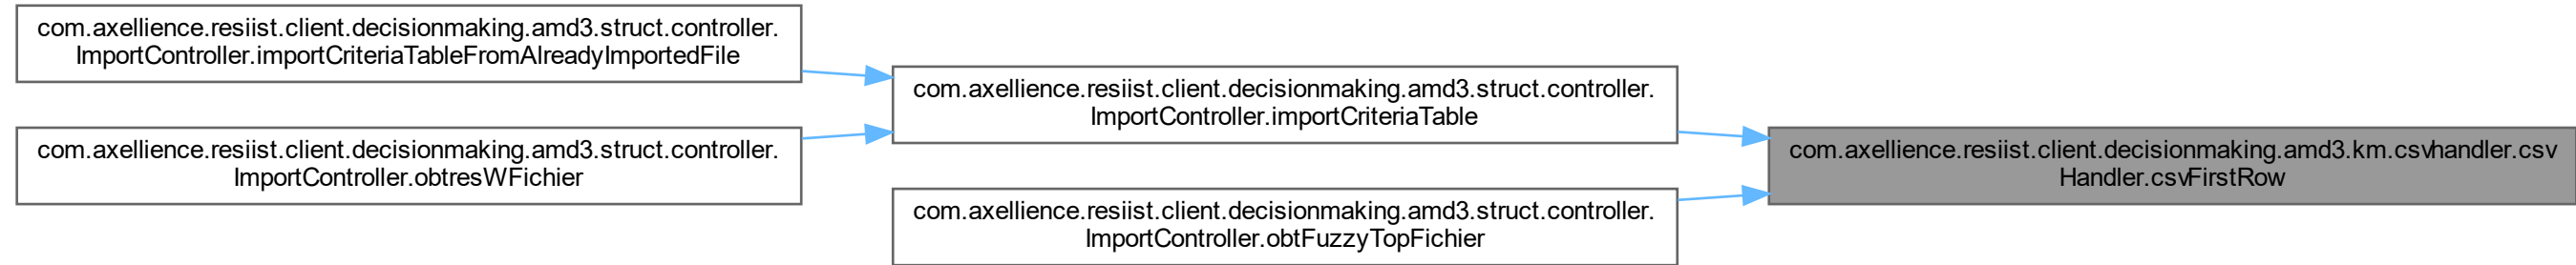 com.axellience.resiist.client.decisionmaking.amd3.struct.controller.
ImportController.importCriteriaTableFromAlreadyImportedFile
com.axellience.resiist.client.decisionmaking.amd3.struct.controller.
ImportController.obtresWFichier
com.axellience.resiist.client.decisionmaking.amd3.struct.controller.
ImportController.importCriteriaTable
com.axellience.resiist.client.decisionmaking.amd3.struct.controller.
ImportController.obtFuzzyTopFichier
com.axellience.resiist.client.decisionmaking.amd3.km.csvhandler.csv
Handler.csvFirstRow